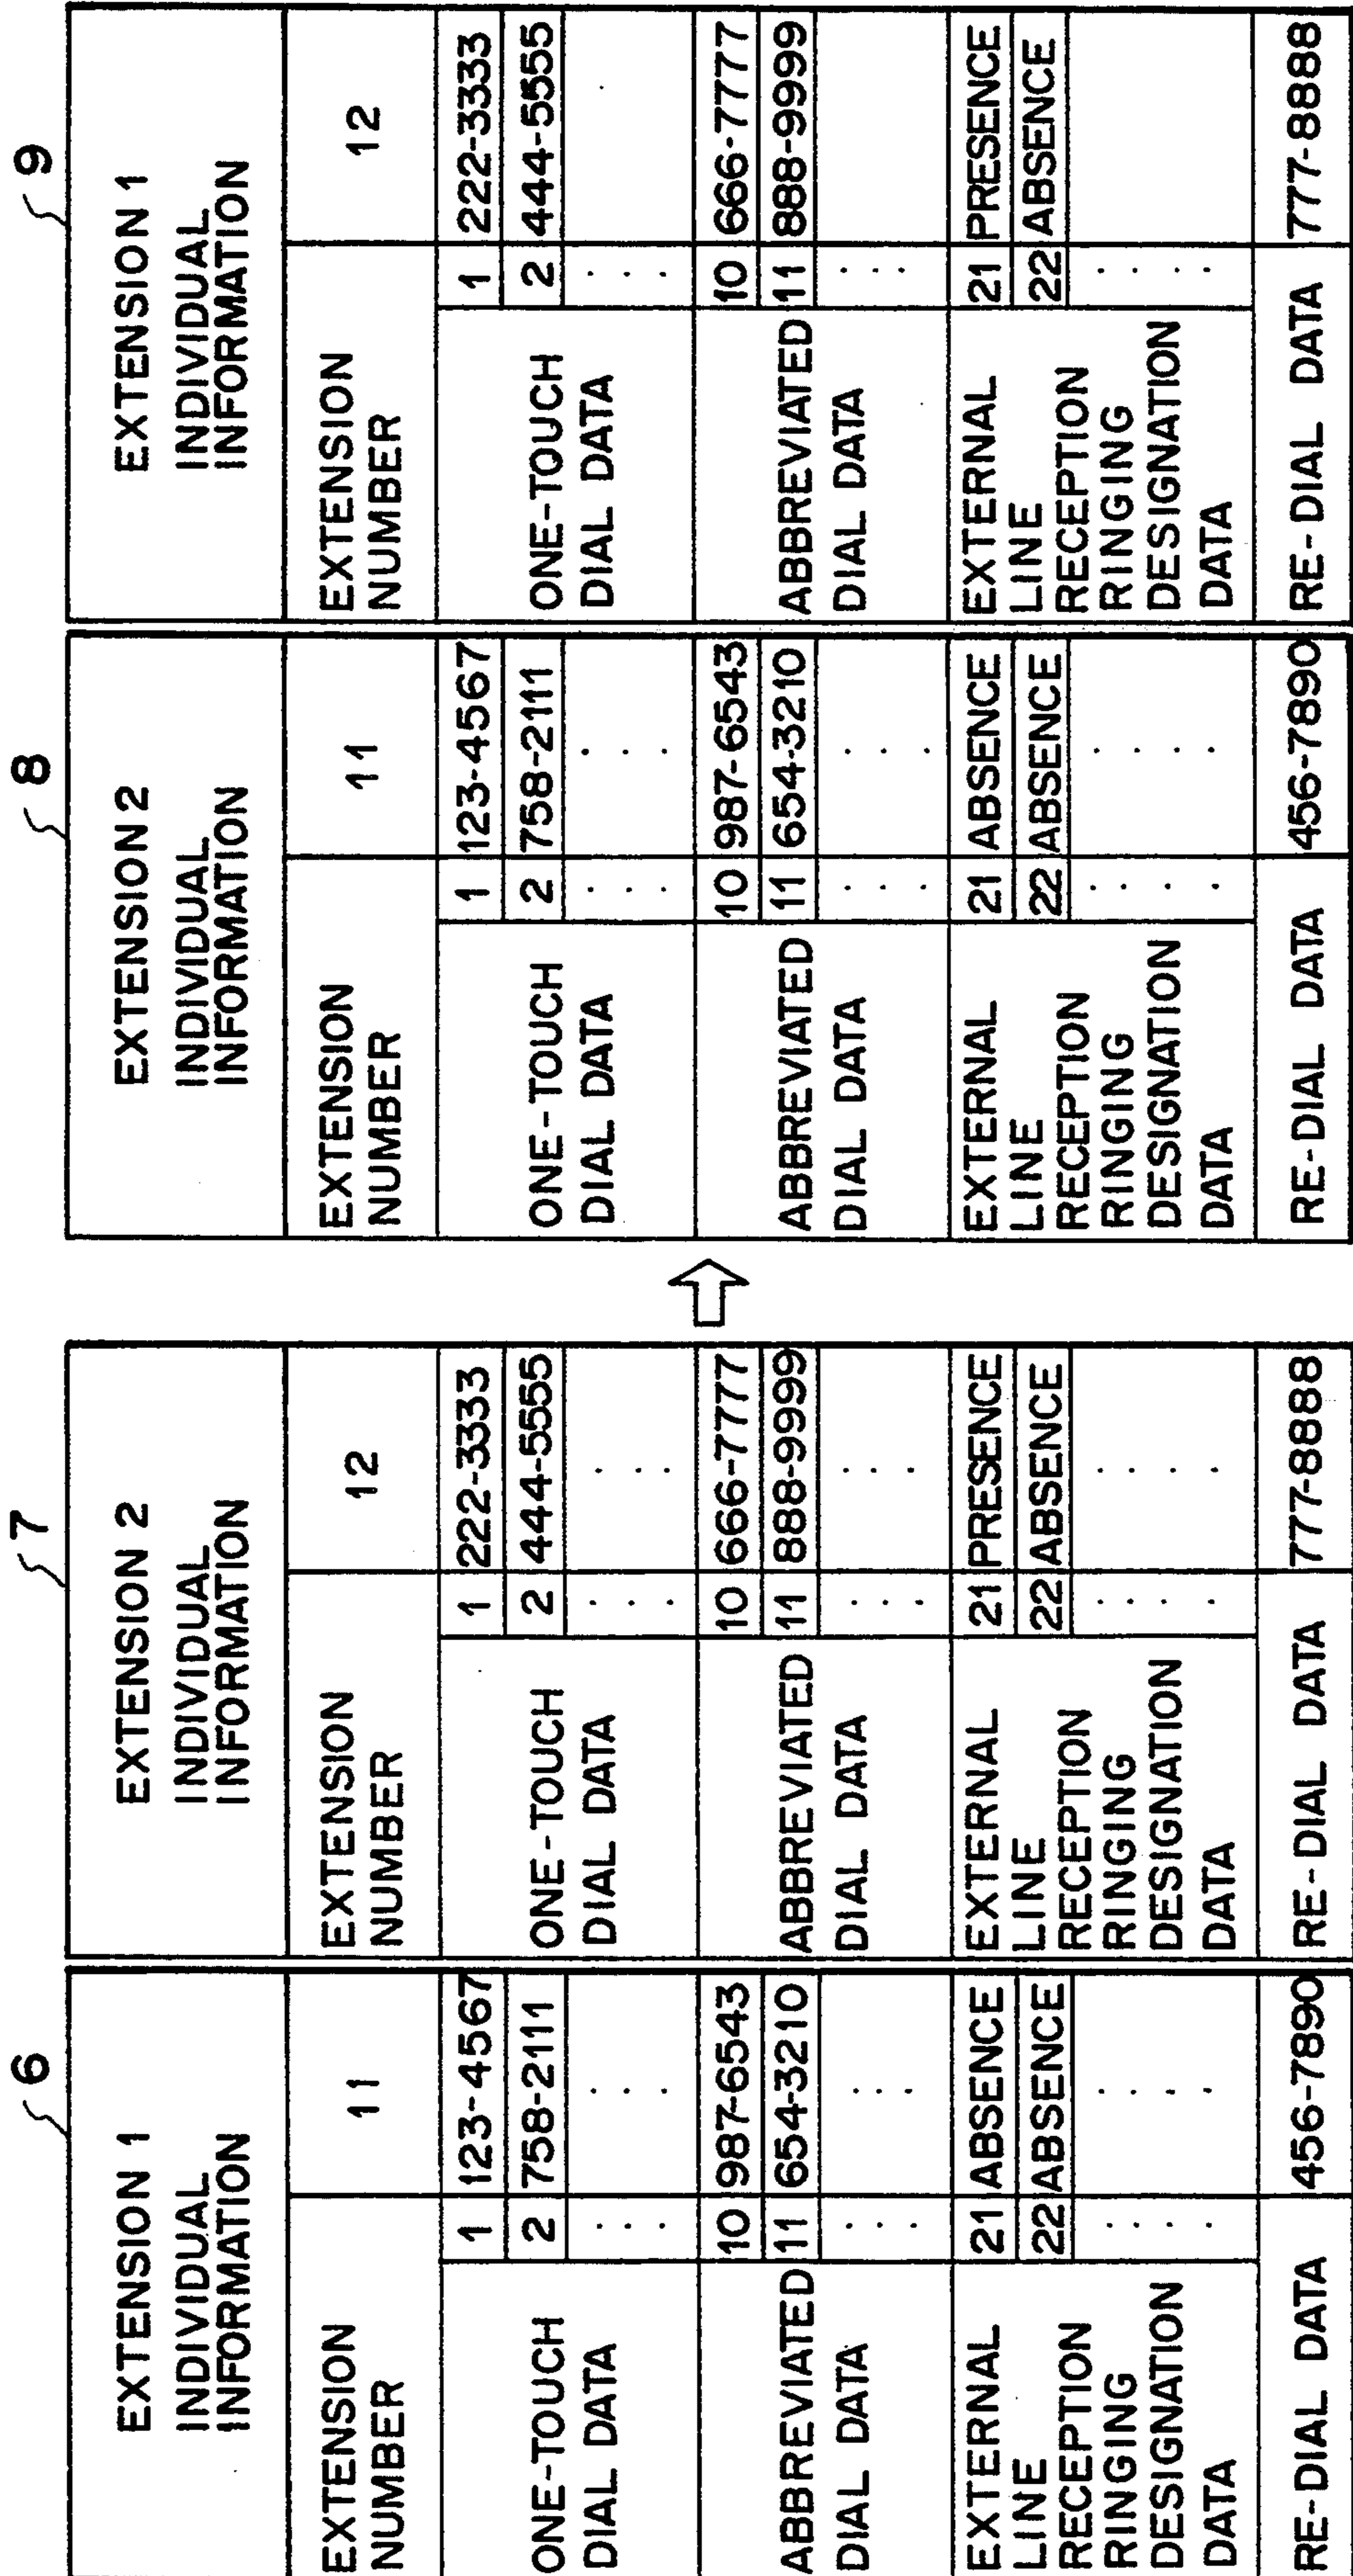 6
EXTENSION 1
INDIVIDUAL
INFORMATION
EXTENSION
NUMBER
11
ONE-TOUCH
DIAL DATA
1 123-4567
2 758-2111
ABBREVIATED
DIAL DATA
10 987-6543
11 654-3210
EXTERNAL
LINE
RECEPTION
RINGING
DESIGNATION
DATA
21 ABSENCE
22 ABSENCE
RE-DIAL DATA 456-7890
7
EXTENSION 2
INDIVIDUAL
INFORMATION
EXTENSION
NUMBER
12
ONE-TOUCH
DIAL DATA
1 222-3333
2 444-5555
ABBREVIATED
DIAL DATA
10 666-7777
11 888-9999
EXTERNAL
LINE
RECEPTION
RINGING
DESIGNATION
DATA
21 PRESENCE
22 ABSENCE
RE-DIAL DATA 777-8888
8
EXTENSION 2
INDIVIDUAL
INFORMATION
EXTENSION
NUMBER
11
ONE-TOUCH
DIAL DATA
1 123-4567
2 758-2111
ABBREVIATED
DIAL DATA
10 987-6543
11 654-3210
EXTERNAL
LINE
RECEPTION
RINGING
DESIGNATION
DATA
21 ABSENCE
22 ABSENCE
RE-DIAL DATA 456-7890
9
EXTENSION 1
INDIVIDUAL
INFORMATION
EXTENSION
NUMBER
12
ONE-TOUCH
DIAL DATA
1 222-3333
2 444-5555
ABBREVIATED
DIAL DATA
10 666-7777
11 888-9999
EXTERNAL
LINE
RECEPTION
RINGING
DESIGNATION
DATA
21 PRESENCE
22 ABSENCE
RE-DIAL DATA 777-8888